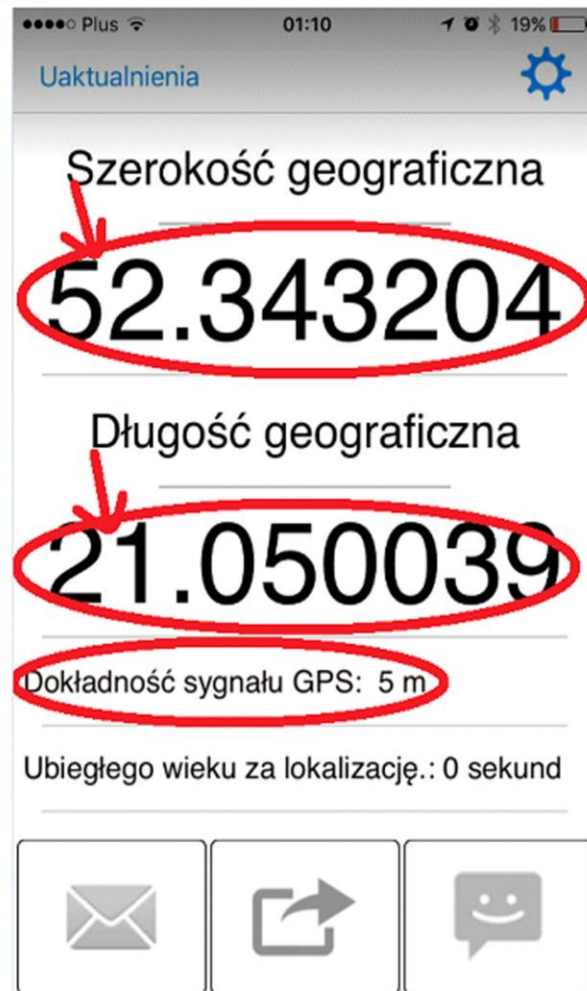 Plus 01:10 19%
Uaktualnienia
Szerokość geograficzna
52.343204
Długość geograficzna
21.050039
Dokładność sygnału GPS: 5 m
Ubiegłego wieku za lokalizację.: 0 sekund